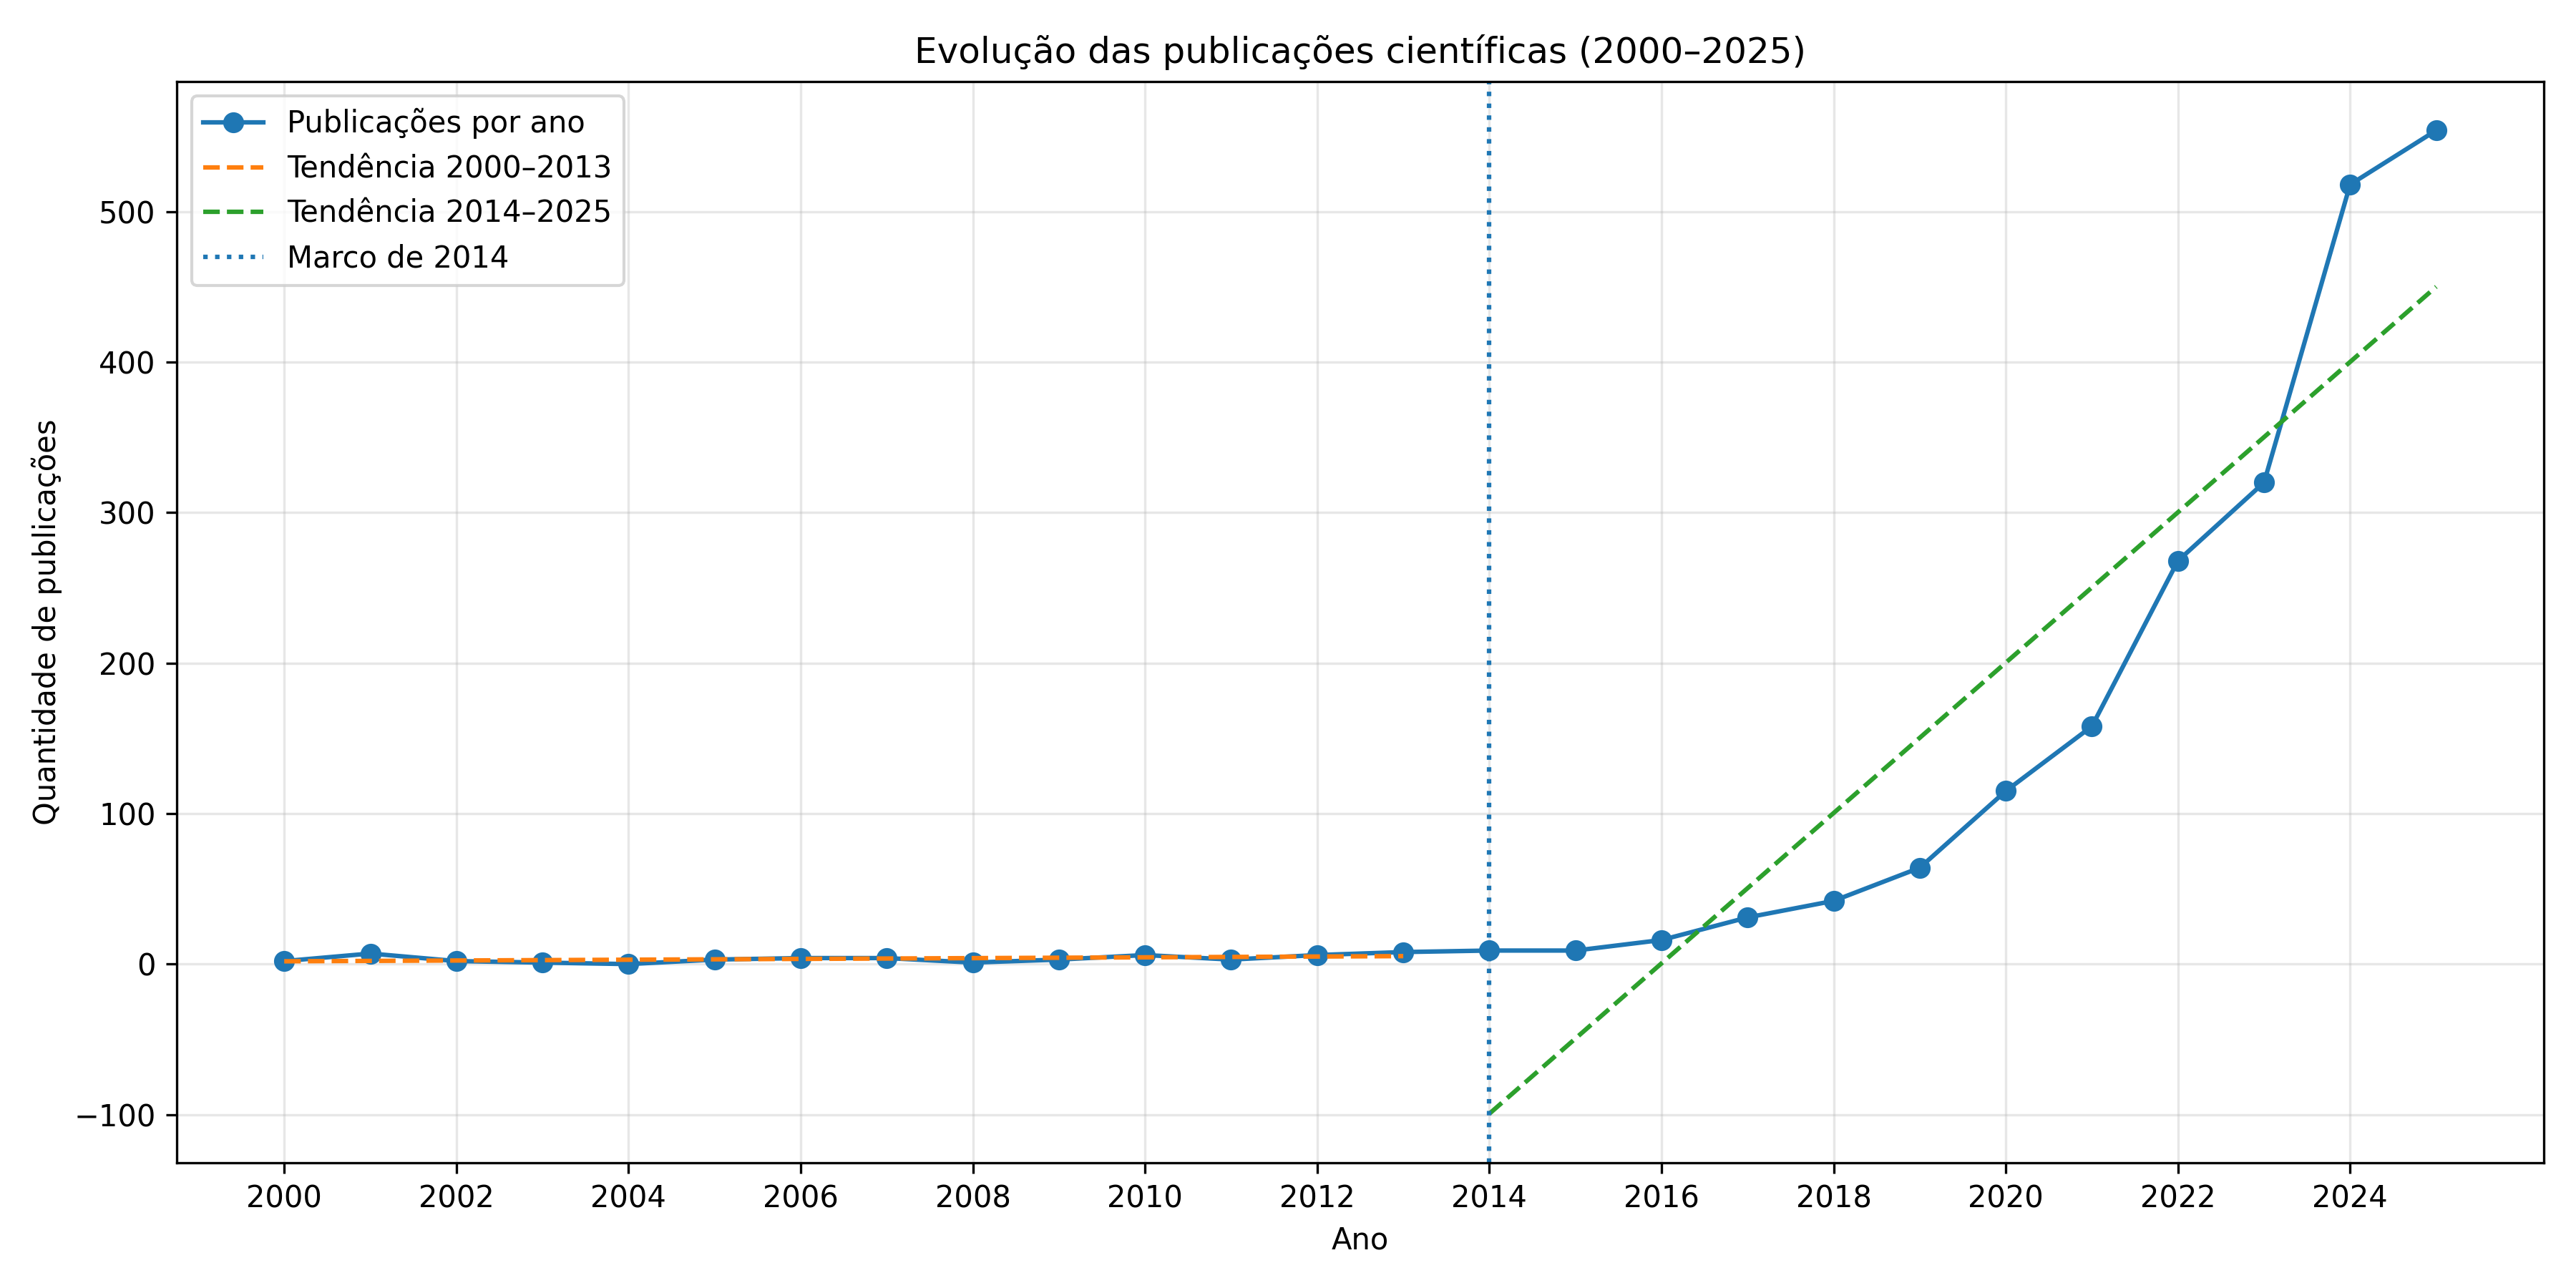 Evolução das publicações científicas (2000–2025)
Publicações por ano
Tendência 2000–2013
Tendência 2014–2025
Marco de 2014
Quantidade de publicações
500
400
300
200
100
0
−100
2000 2002 2004 2006 2008 2010 2012 2014 2016 2018 2020 2022 2024
Ano